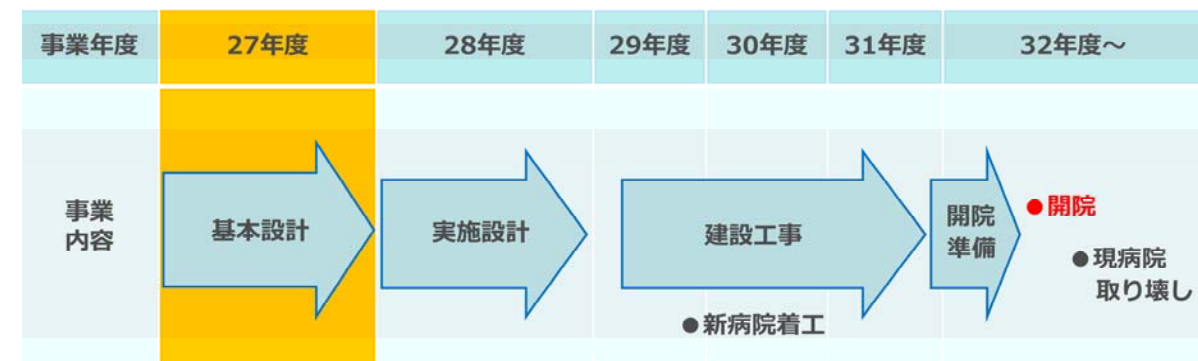 事業年度
27年度
28年度
29年度
30年度
31年度
32年度～
事業
内容
基本設計
実施設計
建設工事
開院
準備
●開院
●現病院
取り壊し
●新病院着工